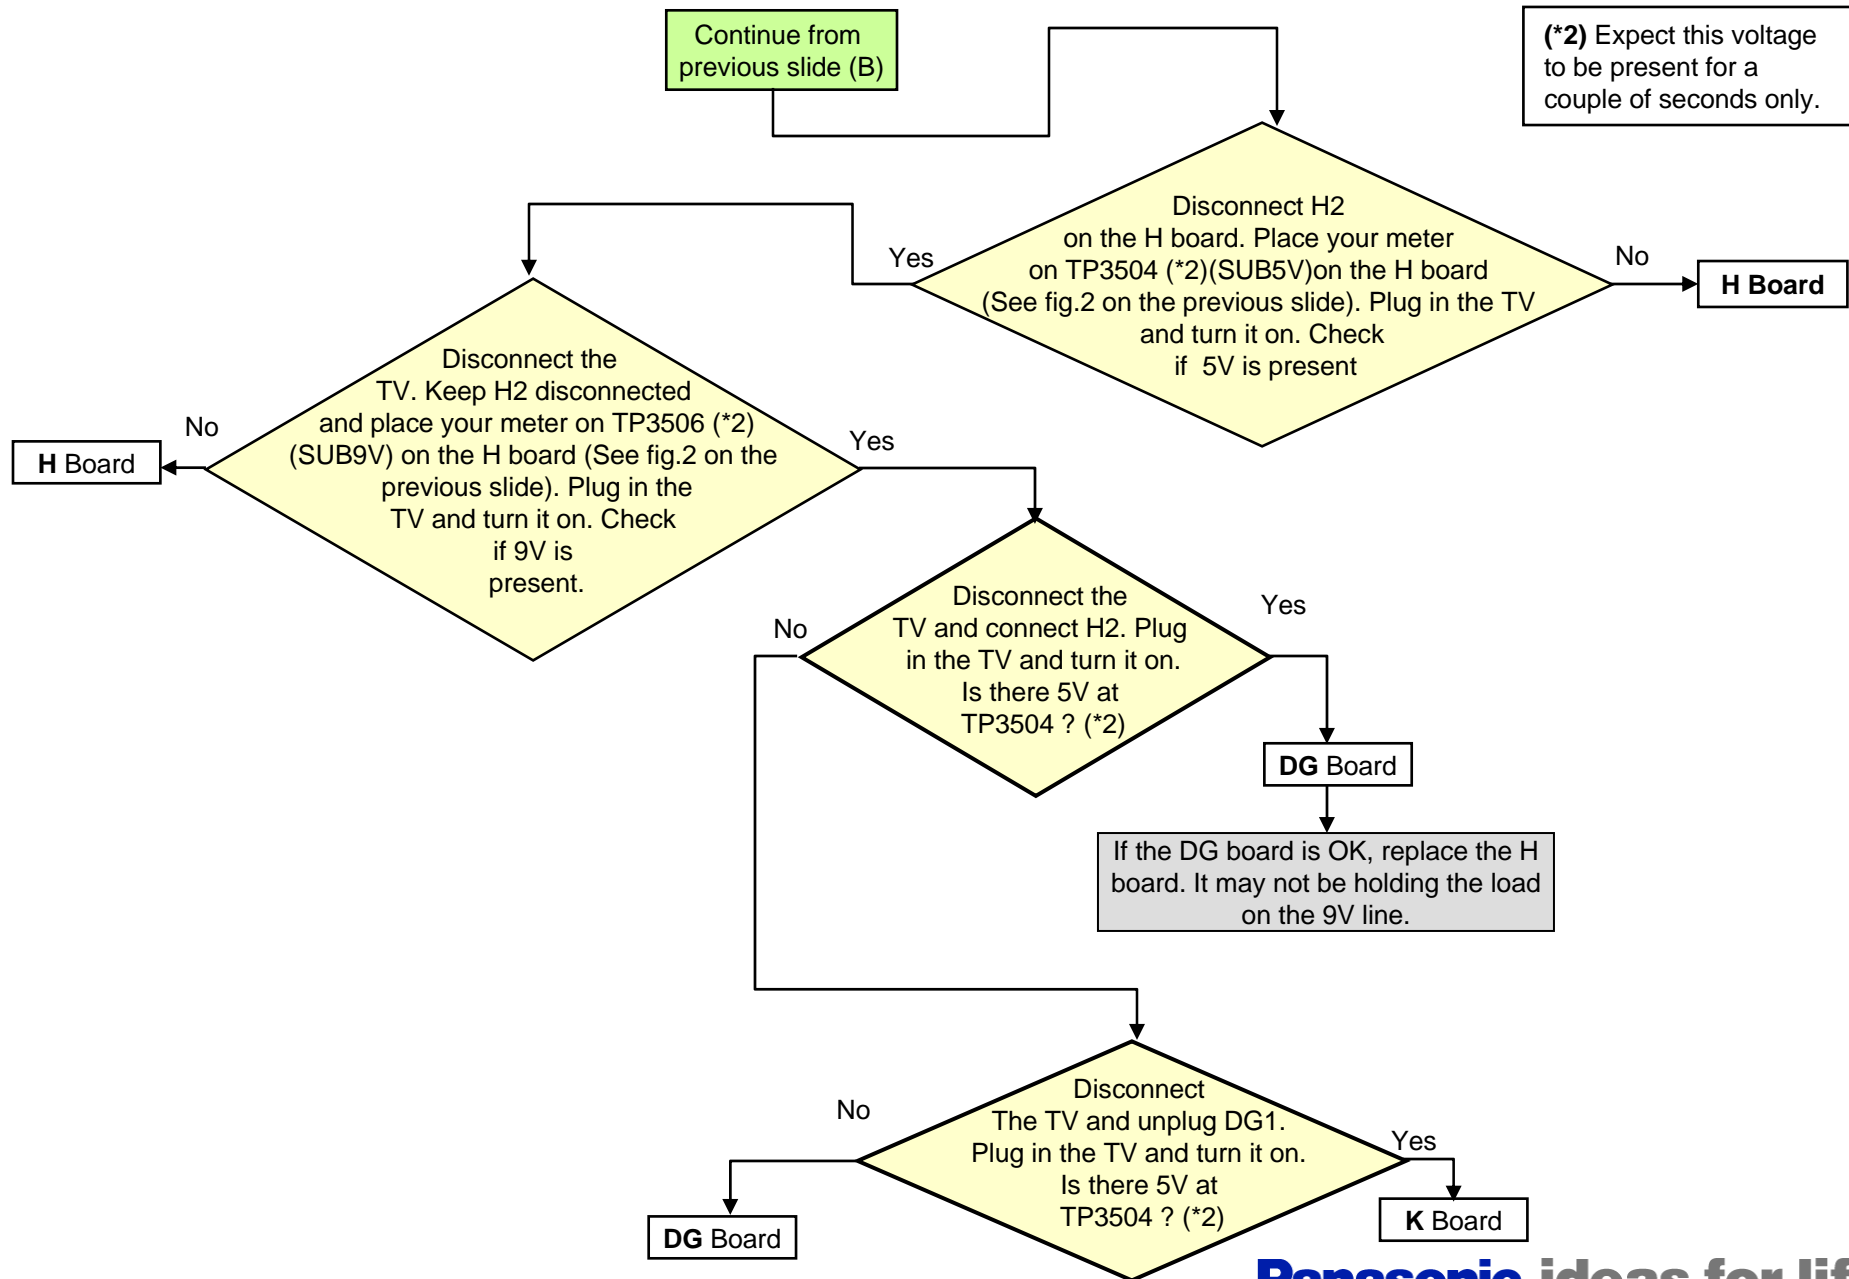 Continue from
previous slide (B)
(*2) Expect this voltage
to be present for a
couple of seconds only.
Disconnect H2
on the H board. Place your meter
on TP3504 (*2)(SUB5V)on the H board
(See fig.2 on the previous slide). Plug in the TV
and turn it on. Check
if 5V is present
Yes
No
H Board
Disconnect the
TV. Keep H2 disconnected
and place your meter on TP3506 (*2)
(SUB9V) on the H board (See fig.2 on the
previous slide). Plug in the
TV and turn it on. Check
if 9V is
present.
No
H Board
Yes
Disconnect the
TV and connect H2. Plug
in the TV and turn it on.
Is there 5V at
TP3504 ? (*2)
No
Yes
DG Board
If the DG board is OK, replace the H
board. It may not be holding the load
on the 9V line.
Disconnect
The TV and unplug DG1.
Plug in the TV and turn it on.
Is there 5V at
TP3504 ? (*2)
No
Yes
DG Board
K Board
Panasonic ideas for lif